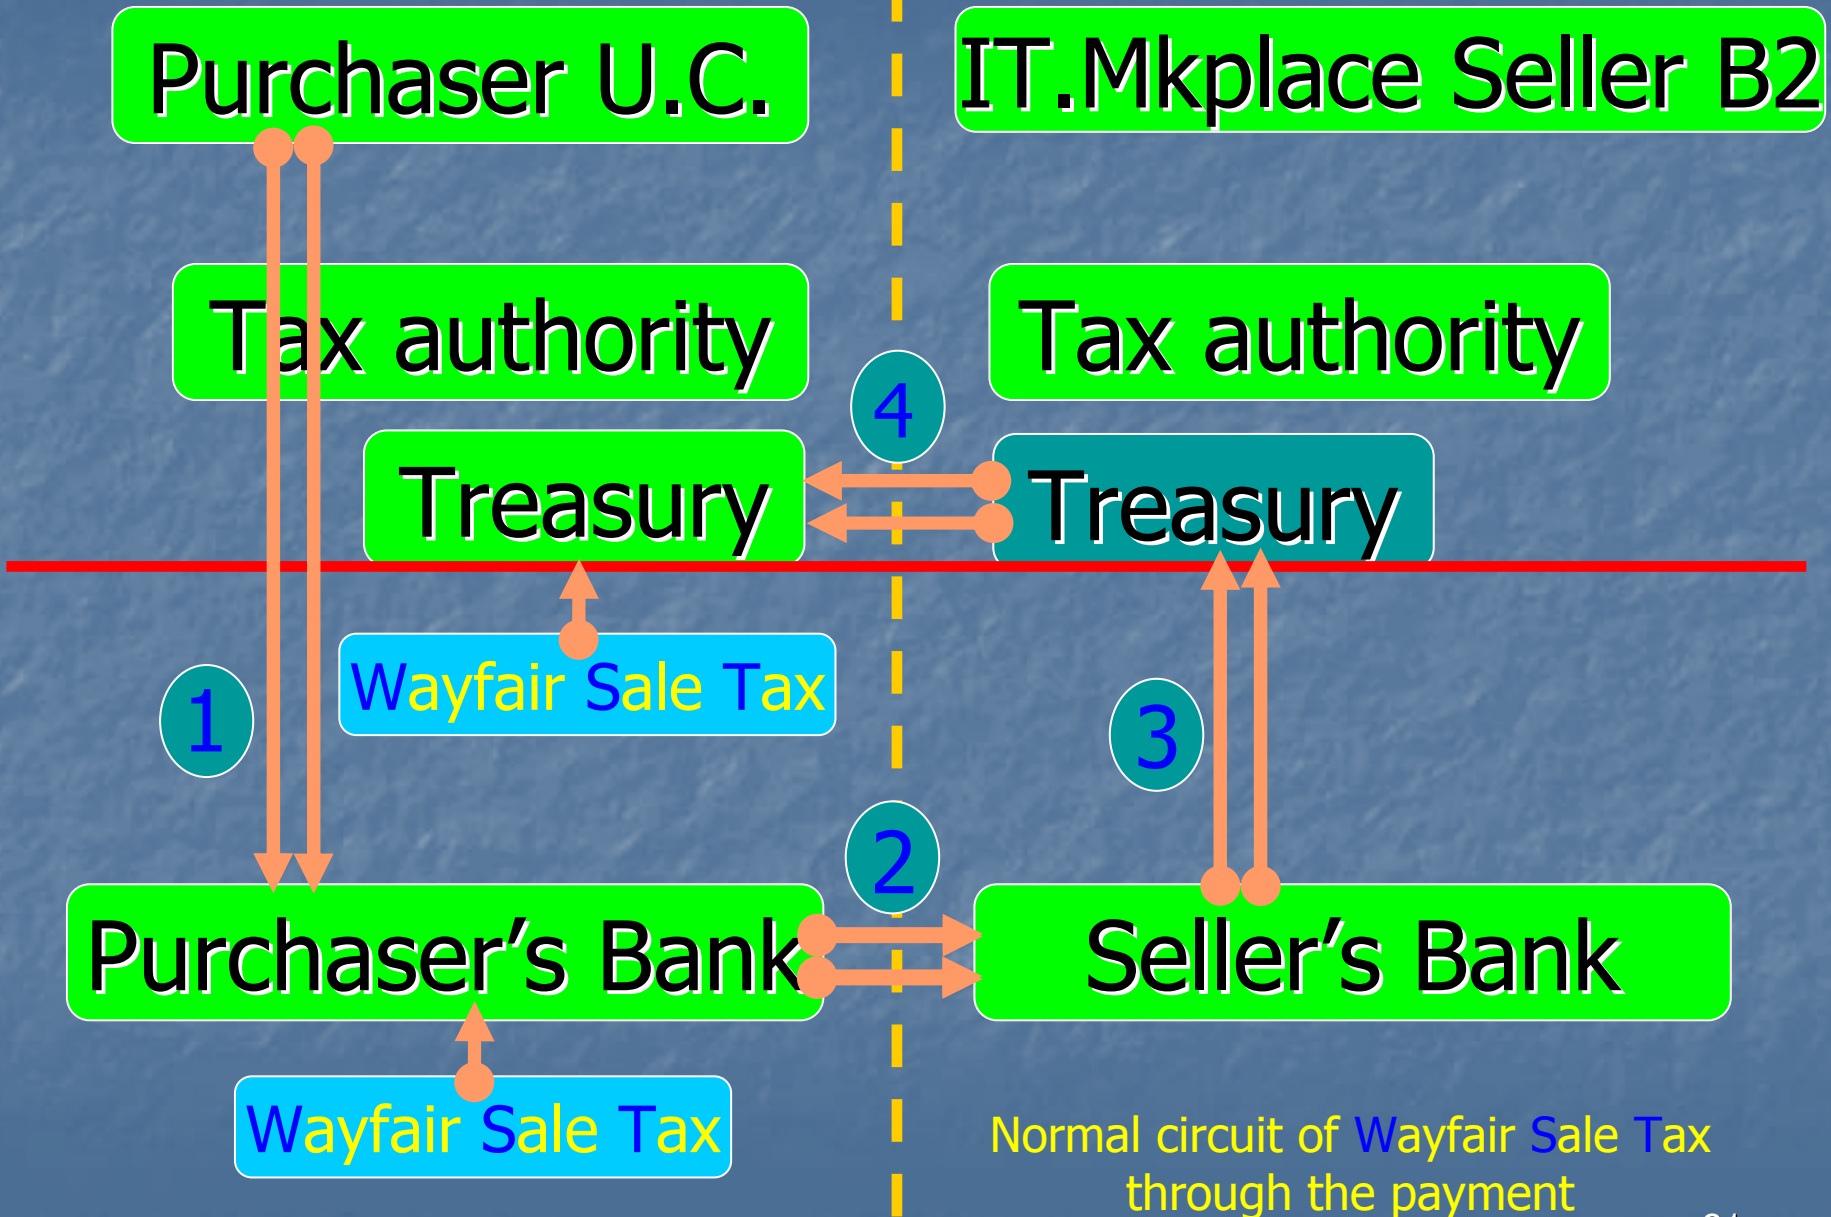 Purchaser U.C.
IT.Mkplace Seller B2
Tax authority
Tax authority
4
Treasury
Treasury
Wayfair Sale Tax
1
3
2
Purchaser’s Bank
Seller’s Bank
Wayfair Sale Tax
Normal circuit of Wayfair Sale Tax
through the payment